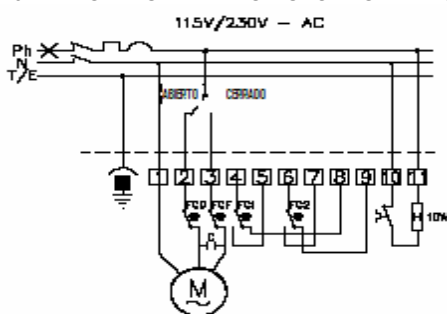 115V/230V - AC
Ph
N
T/E
ABIERTO CERRADO
1 2 3 4 5 6 7 8 9 10 11
FCO FCF FC1 FC2
C
H 10W
M